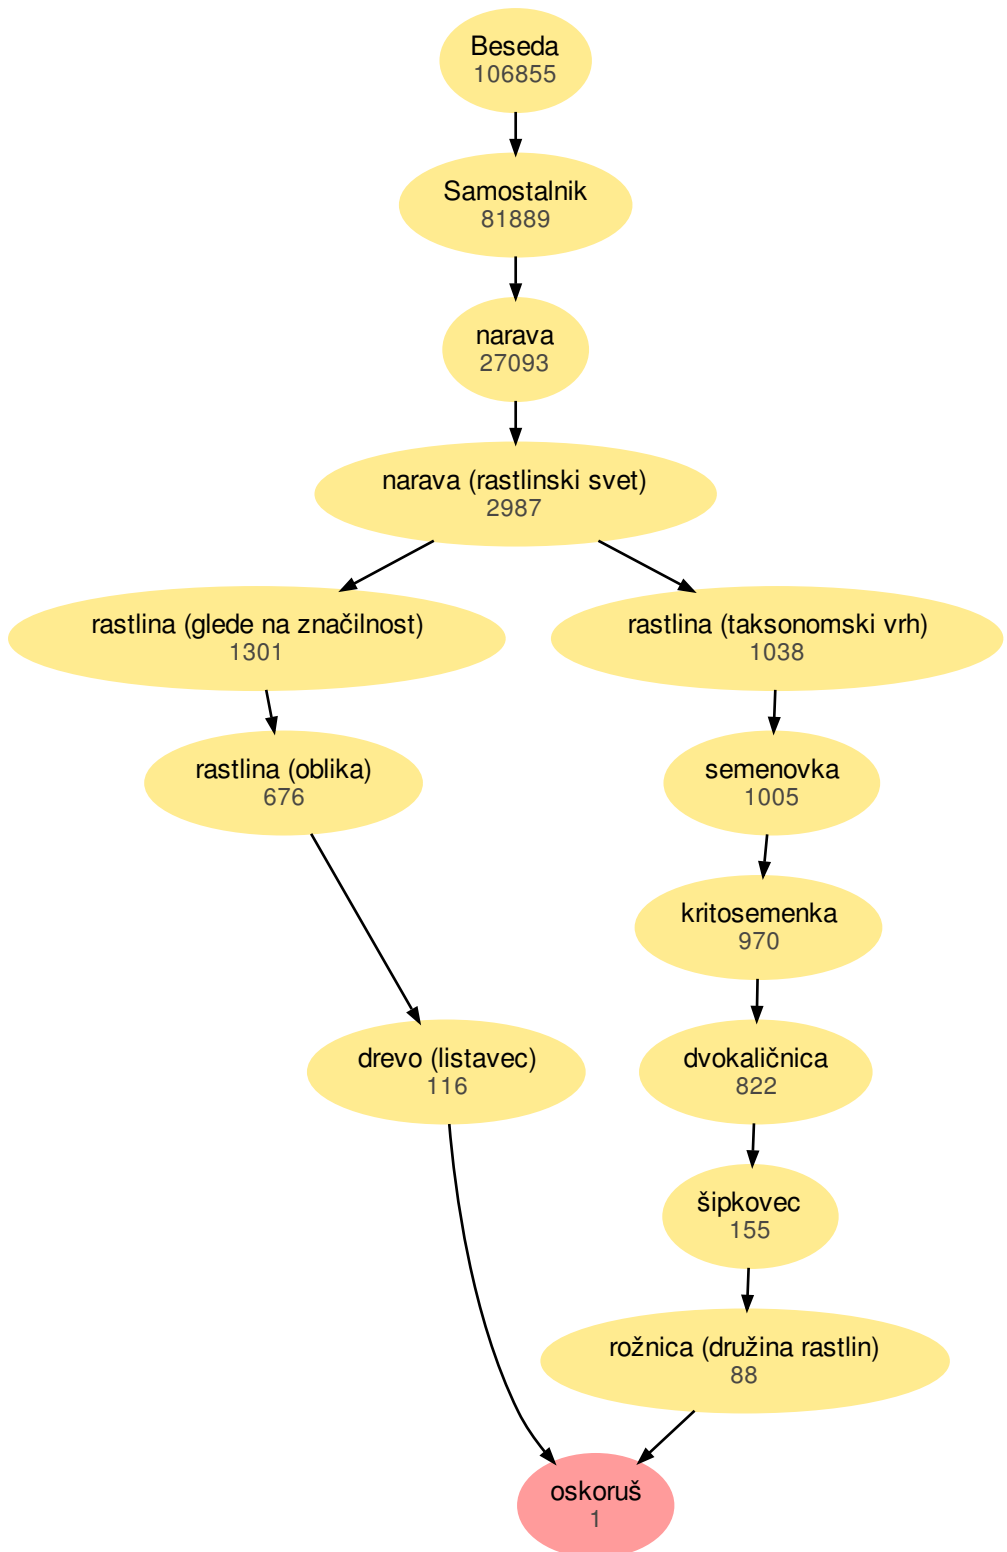 Beseda
106855
Samostalnik
81889
narava
27093
narava (rastlinski svet)
2987
rastlina (glede na značilnost)
1301
rastlina (taksonomski vrh)
1038
rastlina (oblika)
676
semenovka
1005
kritosemenka
970
drevo (listavec)
116
dvokaličnica
822
šipkovec
155
rožnica (družina rastlin)
88
oskoruš
1